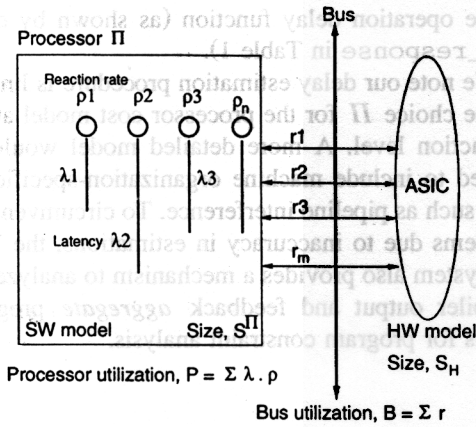 Bus
Processor Π
Reaction rate
ρ1 ρ2 ρ3 ρn
λ1 λ3
Latency λ2
r1
r2
r3
rm
ASIC
SW model Size, S^Π
HW model
Size, S_H
Processor utilization, P = Σ λ . ρ
Bus utilization, B = Σ r